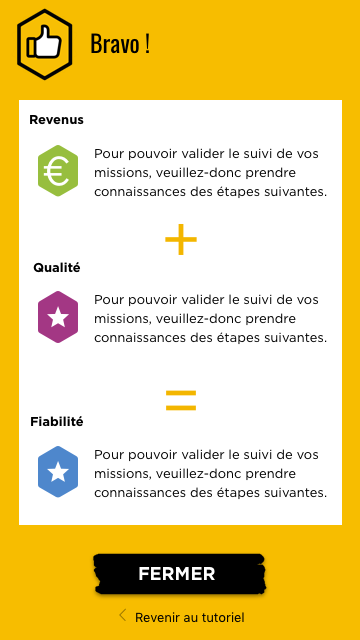 Bravo !
Revenus
Pour pouvoir valider le suivi de vos
missions, veuillez-donc prendre
connaissances des étapes suivantes.
+
Qualité
Pour pouvoir valider le suivi de vos
missions, veuillez-donc prendre
connaissances des étapes suivantes.
=
Fiabilité
Pour pouvoir valider le suivi de vos
missions, veuillez-donc prendre
connaissances des étapes suivantes.
FERMER
Revenir au tutoriel